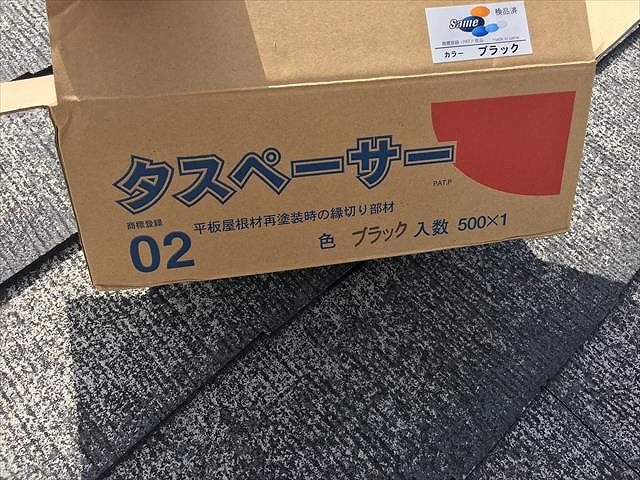 Same 検品済
カラー ブラック
タスペーサー
PAT.P
商標登録
02 平板屋根材再塗装時の縁切り部材
色 ブラック 入数 500×1